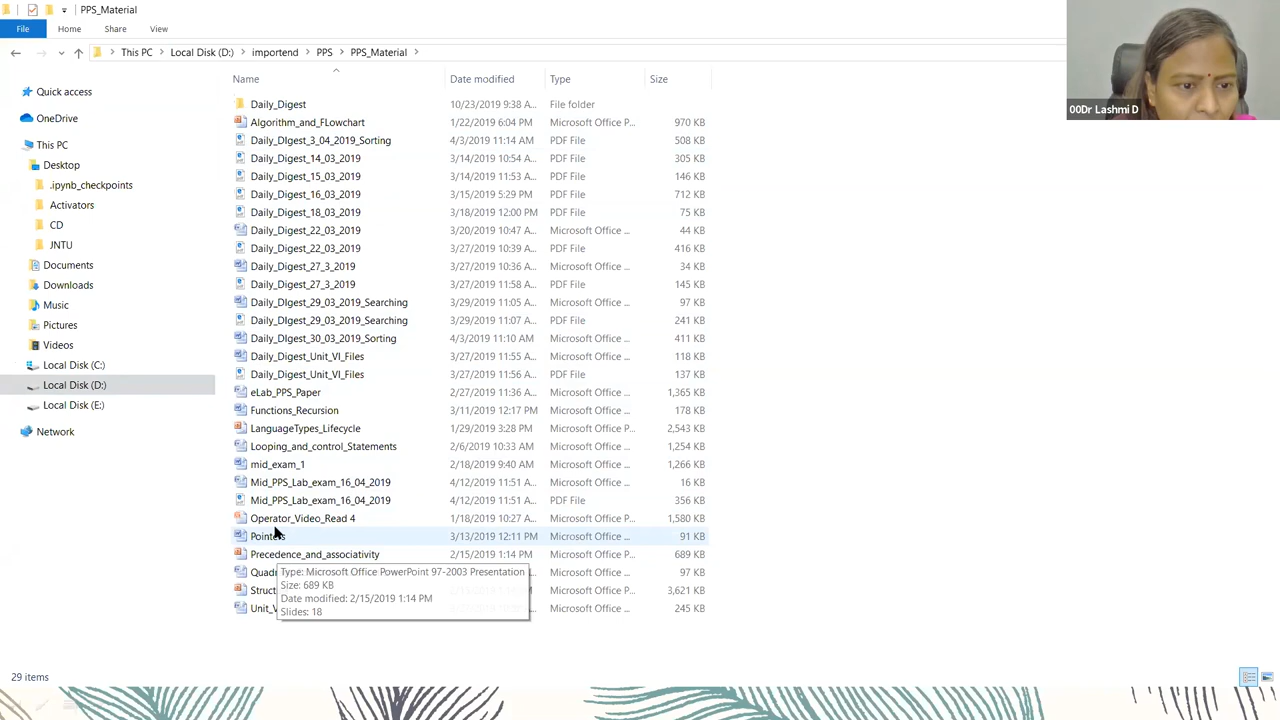 PPS_Material
File Home Share View
This PC Local Disk (D:) importend PPS PPS_Material
00Dr Lashmi D
Name Date modified Type Size
Quick access
OneDrive
This PC
Desktop
.ipynb_checkpoints
Activators
CD
JNTU
Documents
Downloads
Music
Pictures
Videos
Local Disk (C:)
Local Disk (D:)
Local Disk (E:)
Network
Daily_Digest 10/23/2019 9:38 A... File folder
Algorithm_and_FLowchart 1/22/2019 6:04 PM Microsoft Office P... 970 KB
Daily_DIgest_3_04_2019_Sorting 4/3/2019 11:14 AM PDF File 508 KB
Daily_Digest_14_03_2019 3/14/2019 10:54 A... PDF File 305 KB
Daily_Digest_15_03_2019 3/14/2019 11:53 A... PDF File 146 KB
Daily_Digest_16_03_2019 3/15/2019 5:29 PM PDF File 712 KB
Daily_Digest_18_03_2019 3/18/2019 12:00 PM PDF File 75 KB
Daily_Digest_22_03_2019 3/20/2019 10:47 A... Microsoft Office ... 44 KB
Daily_Digest_22_03_2019 3/27/2019 10:39 A... PDF File 416 KB
Daily_Digest_27_3_2019 3/27/2019 10:36 A... Microsoft Office ... 34 KB
Daily_Digest_27_3_2019 3/27/2019 11:58 A... PDF File 145 KB
Daily_DIgest_29_03_2019_Searching 3/29/2019 11:05 A... Microsoft Office ... 97 KB
Daily_DIgest_29_03_2019_Searching 3/29/2019 11:07 A... PDF File 241 KB
Daily_DIgest_30_03_2019_Sorting 4/3/2019 11:10 AM Microsoft Office ... 411 KB
Daily_Digest_Unit_VI_Files 3/27/2019 11:55 A... Microsoft Office ... 118 KB
Daily_Digest_Unit_VI_Files 3/27/2019 11:56 A... PDF File 137 KB
eLab_PPS_Paper 2/27/2019 11:36 A... Microsoft Office ... 1,365 KB
Functions_Recursion 3/11/2019 12:17 PM Microsoft Office ... 178 KB
LanguageTypes_Lifecycle 1/29/2019 3:28 PM Microsoft Office P... 2,543 KB
Looping_and_control_Statements 2/6/2019 10:33 AM Microsoft Office ... 1,254 KB
mid_exam_1 2/18/2019 9:40 AM Microsoft Office ... 1,266 KB
Mid_PPS_Lab_exam_16_04_2019 4/12/2019 11:51 A... Microsoft Office ... 16 KB
Mid_PPS_Lab_exam_16_04_2019 4/12/2019 11:51 A... PDF File 356 KB
Operator_Video_Read 4 1/18/2019 10:27 A... Microsoft Office P... 1,580 KB
3/13/2019 12:11 PM Microsoft Office ... 91 KB
Precedence_and_associativity 2/15/2019 1:14 PM Microsoft Office P... 689 KB
Type: Microsoft Office PowerPoint 97-2003 Presentation
Size: 689 KB
Date modified: 2/15/2019 1:14 PM
Slides: 18
Microsoft Office ... 97 KB
Microsoft Office P... 3,621 KB
Microsoft Office ... 245 KB
29 items